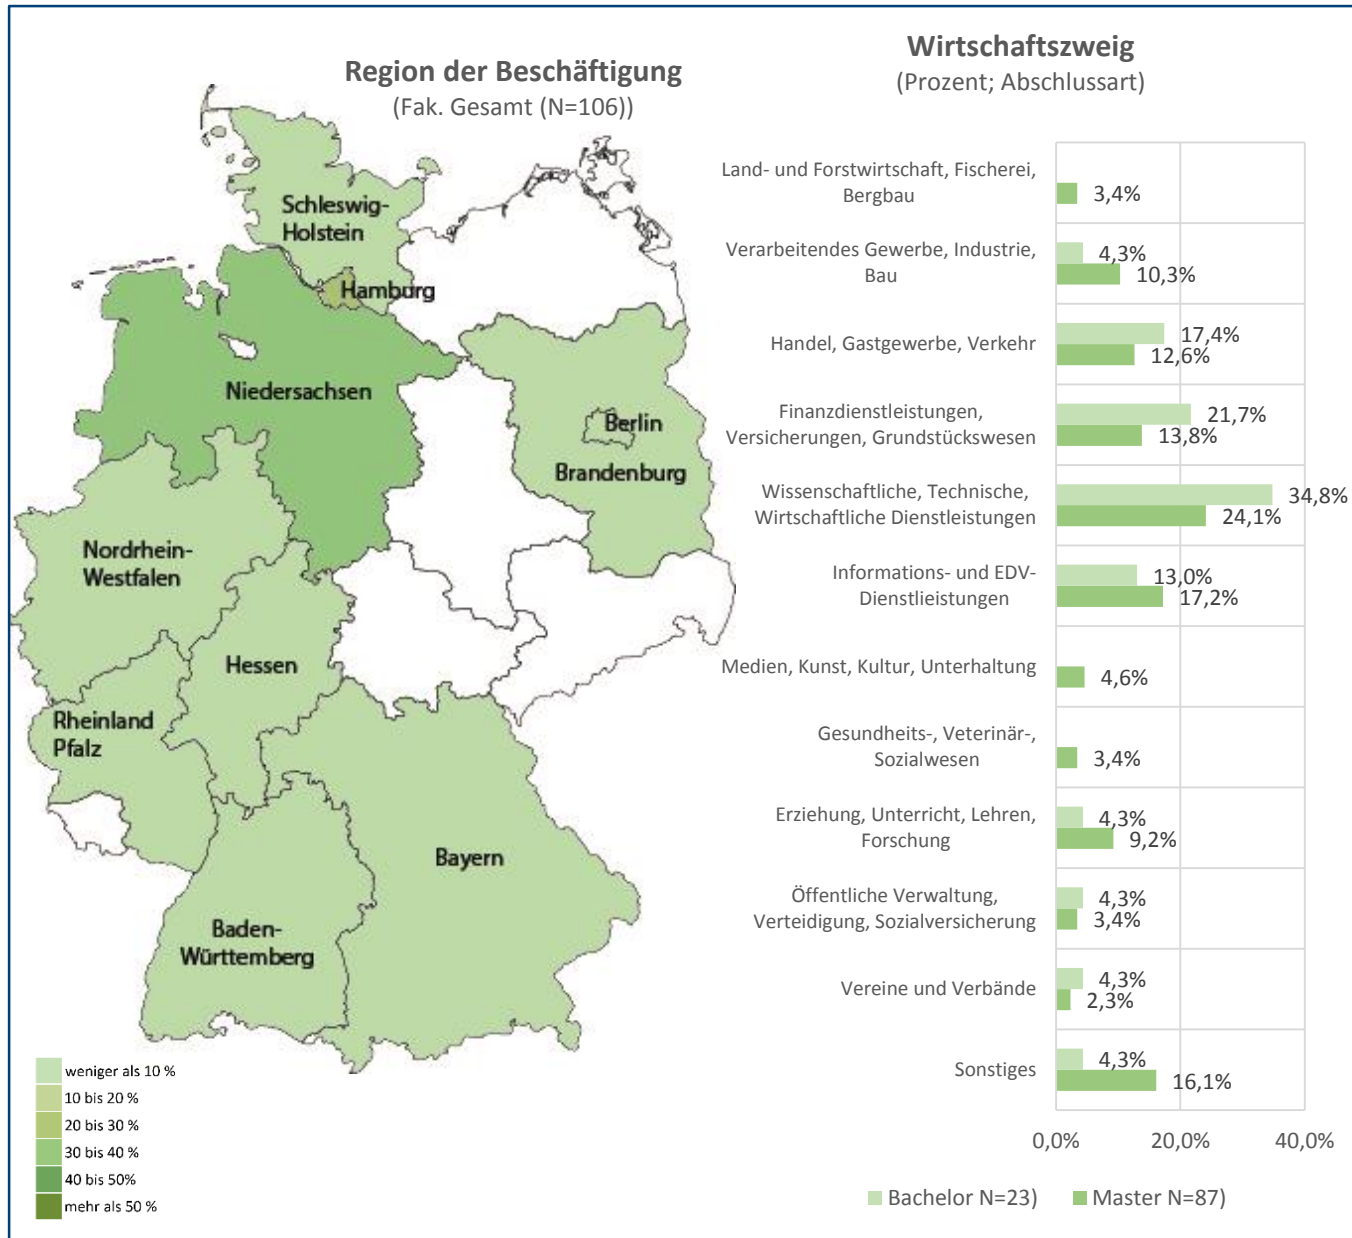 Region der Beschäftigung
(Fak. Gesamt (N=106))
Schleswig-
Holstein
Hamburg
Niedersachsen
Berlin
Brandenburg
Nordrhein-
Westfalen
Hessen
Rheinland
Pfalz
Bayern
Baden-
Württemberg
weniger als 10 %
10 bis 20 %
20 bis 30 %
30 bis 40 %
40 bis 50%
mehr als 50 %
Wirtschaftszweig
(Prozent; Abschlussart)
Land- und Forstwirtschaft, Fischerei,
Bergbau
3,4%
Verarbeitendes Gewerbe, Industrie,
Bau
4,3%
10,3%
Handel, Gastgewerbe, Verkehr
17,4%
12,6%
Finanzdienstleistungen,
Versicherungen, Grundstückswesen
21,7%
13,8%
Wissenschaftliche, Technische,
Wirtschaftliche Dienstleistungen
34,8%
24,1%
Informations- und EDV-
Dienstlieistungen
13,0%
17,2%
Medien, Kunst, Kultur, Unterhaltung
4,6%
Gesundheits-, Veterinär-,
Sozialwesen
3,4%
Erziehung, Unterricht, Lehren,
Forschung
4,3%
9,2%
Öffentliche Verwaltung,
Verteidigung, Sozialversicherung
4,3%
3,4%
Vereine und Verbände
4,3%
2,3%
Sonstiges
4,3%
16,1%
0,0% 20,0% 40,0%
Bachelor N=23) Master N=87)